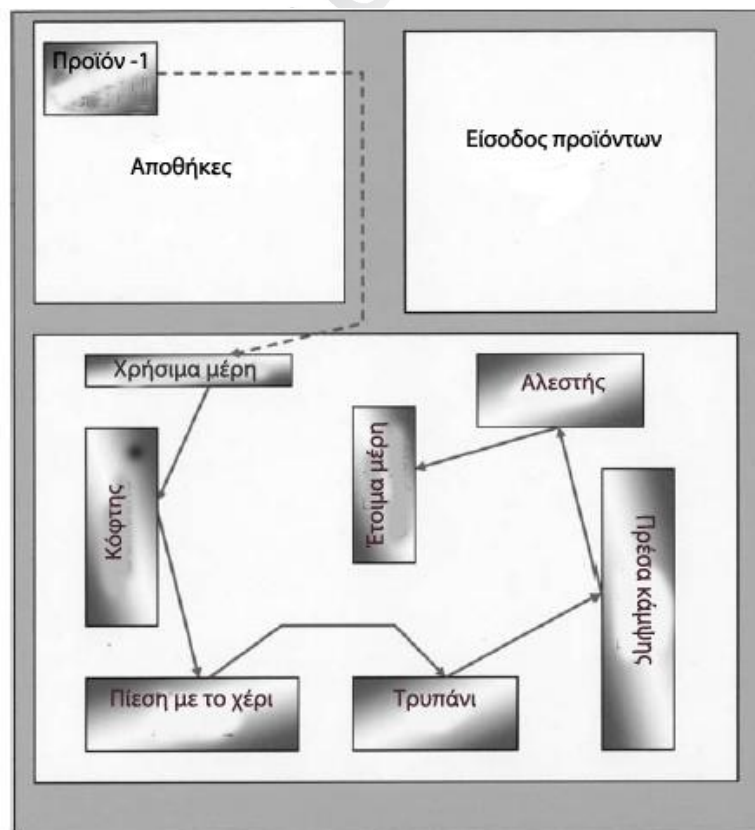 Προϊόν -1
Αποθήκες
Είσοδος προϊόντων
Χρήσιμα μέρη
Αλεστής
Έτοιμα μέρη
Κόφτης
Πρέσα κάμψης
Πίεση με το χέρι
Τρυπάνι